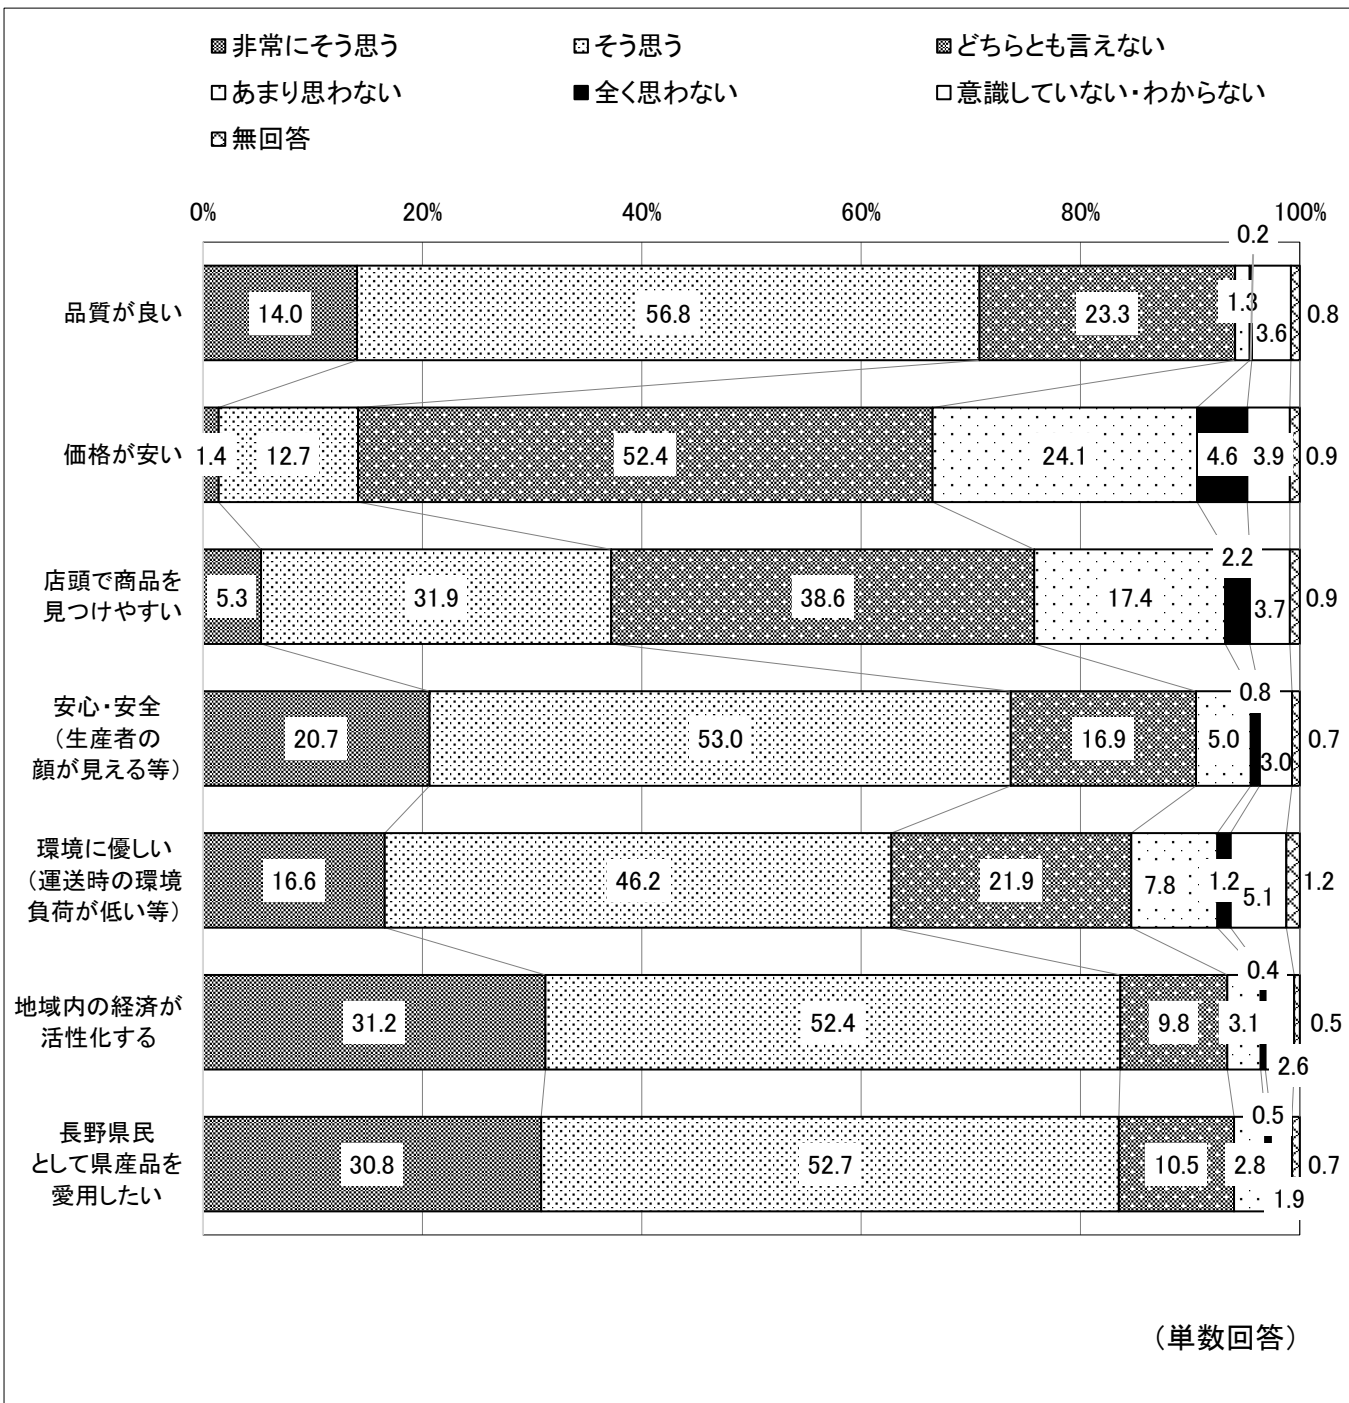 非常にそう思う そう思う どちらとも言えない
あまり思わない 全く思わない 意識していない・わからない
無回答
0% 20% 40% 60% 80% 100%
0.2
品質が良い 14.0 56.8 23.3 1.3 3.6 0.8
価格が安い 1.4 12.7 52.4 24.1 4.6 3.9 0.9
店頭で商品を
見つけやすい
5.3 31.9 38.6 17.4 2.2 3.7 0.9
安心・安全
（生産者の
顔が見える等）
20.7 53.0 16.9 5.0 0.8 3.0 0.7
環境に優しい
（運送時の環境
負荷が低い等）
16.6 46.2 21.9 7.8 1.2 5.1 1.2
地域内の経済が
活性化する
31.2 52.4 9.8 3.1 0.4 2.6 0.5
長野県民
として県産品を
愛用したい
30.8 52.7 10.5 2.8 0.5 1.9 0.7
（単数回答）